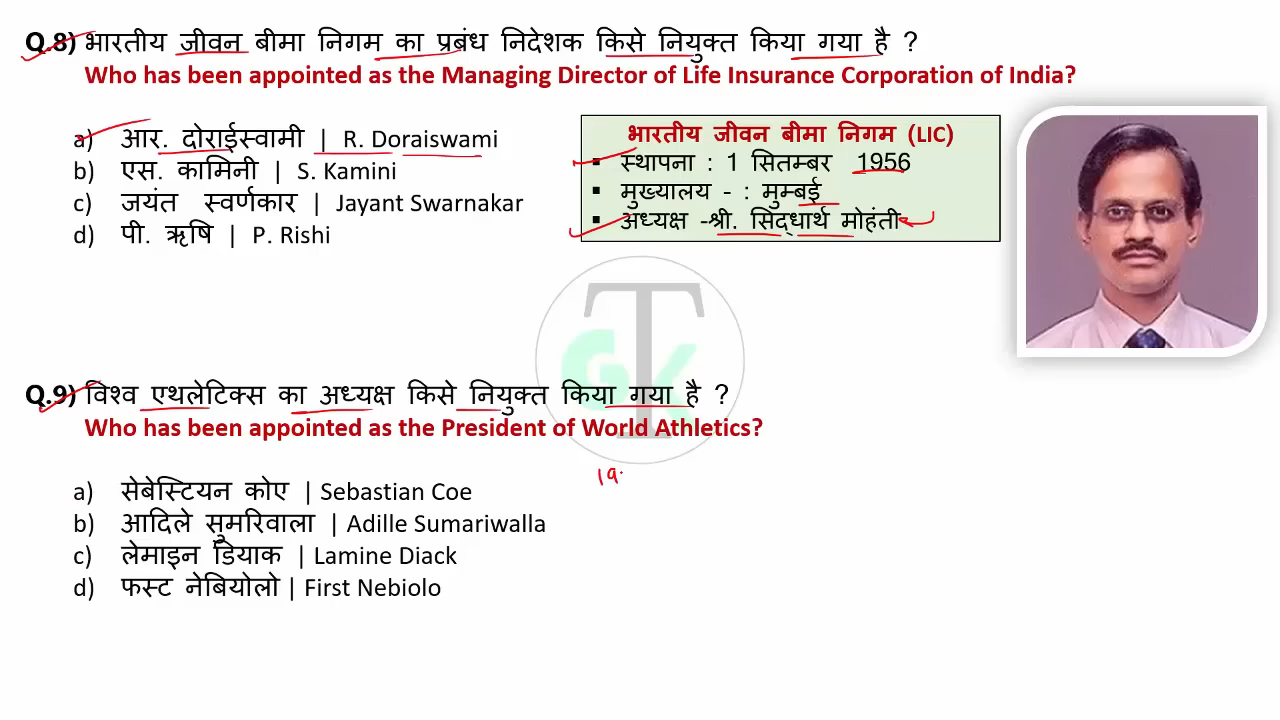 Q.8) भारतीय जीवन बीमा निगम का प्रबंध निदेशक किसे नियुक्त किया गया है ?
Who has been appointed as the Managing Director of Life Insurance Corporation of India?
a) आर. दोराईस्वामी | R. Doraiswami
b) एस. कामिनी | S. Kamini
c) जयंत स्वर्णकार | Jayant Swarnakar
d) पी. ऋषि | P. Rishi
भारतीय जीवन बीमा निगम (LIC)
▪ स्थापना : 1 सितम्बर 1956
▪ मुख्यालय - : मुम्बई
▪ अध्यक्ष -श्री. सिद्धार्थ मोहंती
T
GK
Q.9) विश्व एथलेटिक्स का अध्यक्ष किसे नियुक्त किया गया है ?
Who has been appointed as the President of World Athletics?
19
a) सेबेस्टियन कोए | Sebastian Coe
b) आदिले सुमरिवाला | Adille Sumariwalla
c) लेमाइन डियाक | Lamine Diack
d) फस्ट नेबियोलो | First Nebiolo